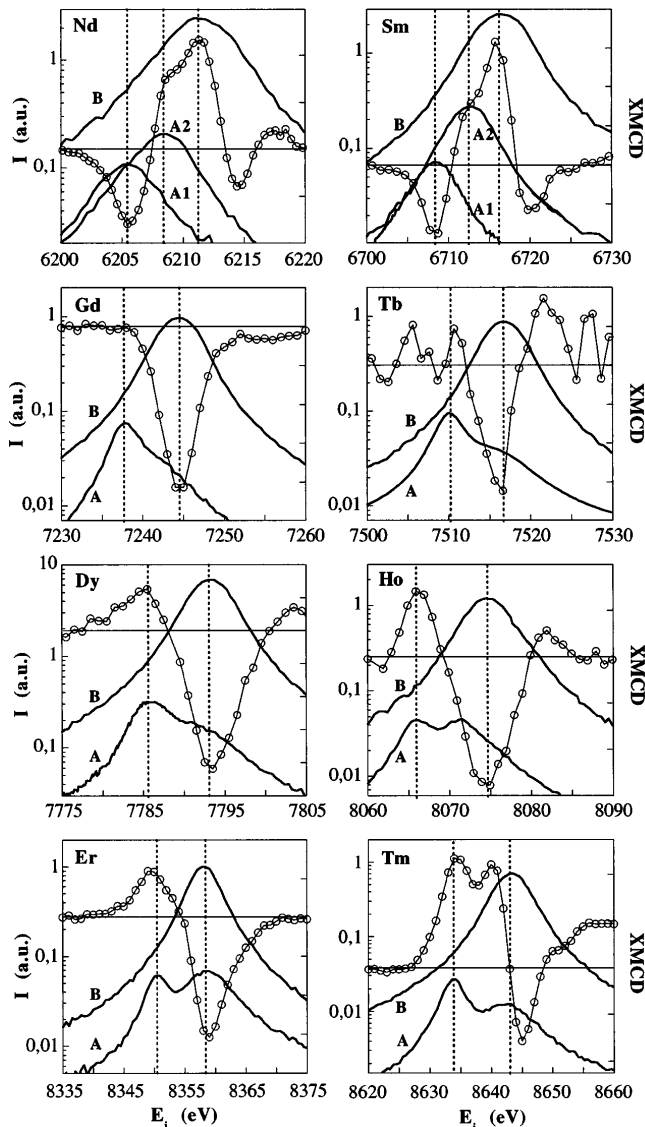 Nd
1
0,1
I (a.u.)
B
A2
A1
6200 6205 6211 6215 6220
Sm
1
0,1
XMCD
B
A2
A1
6700 6710 6720 6730
Gd
1
0,1
0,01
I (a.u.)
B
A
7230 7240 7250 7260
Tb
1
0,1
0,01
XMCD
B
A
7500 7510 7520 7530
Dy
10
1
0,1
I (a.u.)
B
A
7775 7785 7795 7805
Ho
1
0,1
0,01
XMCD
B
A
8060 8070 8080 8090
Er
1
0,1
0,01
I (a.u.)
B
A
8335 8345 8355 8365 8375
E_i (eV)
Tm
1
0,1
0,01
XMCD
B
A
8620 8630 8640 8650 8660
E_i (eV)